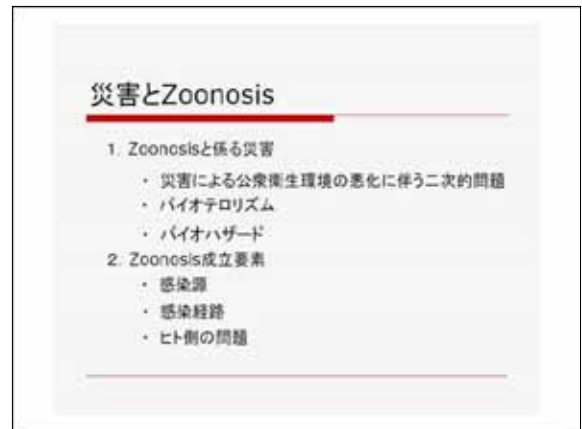 災害とZoonosis
1. Zoonosisと係る災害
・ 災害による公衆衛生環境の悪化に伴う二次的問題
・ バイオテロリズム
・ バイオハザード
2. Zoonosis成立要素
・ 感染源
・ 感染経路
・ ヒト側の問題